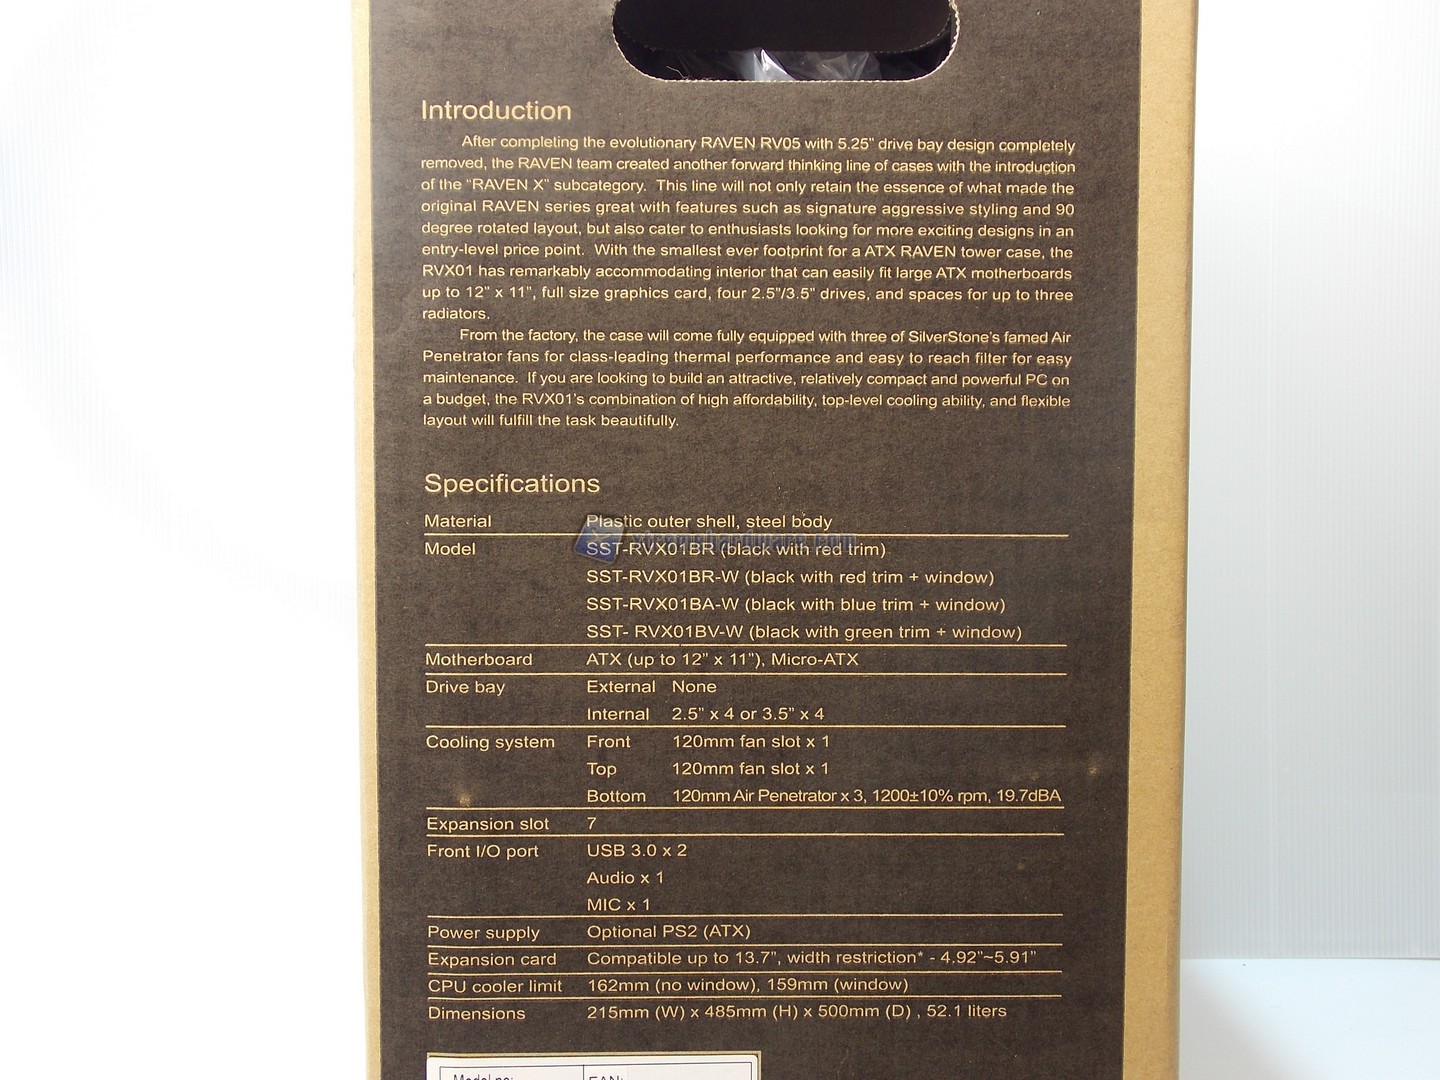 Introduction
After completing the evolutionary RAVEN RV05 with 5.25" drive bay design completely
removed, the RAVEN team created another forward thinking line of cases with the introduction
of the "RAVEN X" subcategory. This line will not only retain the essence of what made the
original RAVEN series great with features such as signature aggressive styling and 90
degree rotated layout, but also cater to enthusiasts looking for more exciting designs in an
entry-level price point. With the smallest ever footprint for a ATX RAVEN tower case, the
RVX01 has remarkably accommodating interior that can easily fit large ATX motherboards
up to 12" x 11", full size graphics card, four 2.5"/3.5" drives, and spaces for up to three
radiators.
From the factory, the case will come fully equipped with three of SilverStone's famed Air
Penetrator fans for class-leading thermal performance and easy to reach filter for easy
maintenance. If you are looking to build an attractive, relatively compact and powerful PC on
a budget, the RVX01's combination of high affordability, top-level cooling ability, and flexible
layout will fulfill the task beautifully.
Specifications
Material Plastic outer shell, steel body
xtremehardware.com
Model SST-RVX01BR (black with red trim)
SST-RVX01BR-W (black with red trim + window)
SST-RVX01BA-W (black with blue trim + window)
SST- RVX01BV-W (black with green trim + window)
Motherboard ATX (up to 12" x 11"), Micro-ATX
Drive bay External None
Internal 2.5" x 4 or 3.5" x 4
Cooling system Front 120mm fan slot x 1
Top 120mm fan slot x 1
Bottom 120mm Air Penetrator x 3, 1200±10% rpm, 19.7dBA
Expansion slot 7
Front I/O port USB 3.0 x 2
Audio x 1
MIC x 1
Power supply Optional PS2 (ATX)
Expansion card Compatible up to 13.7", width restriction* - 4.92"~5.91"
CPU cooler limit 162mm (no window), 159mm (window)
Dimensions 215mm (W) x 485mm (H) x 500mm (D) , 52.1 liters
Model no: EAN: